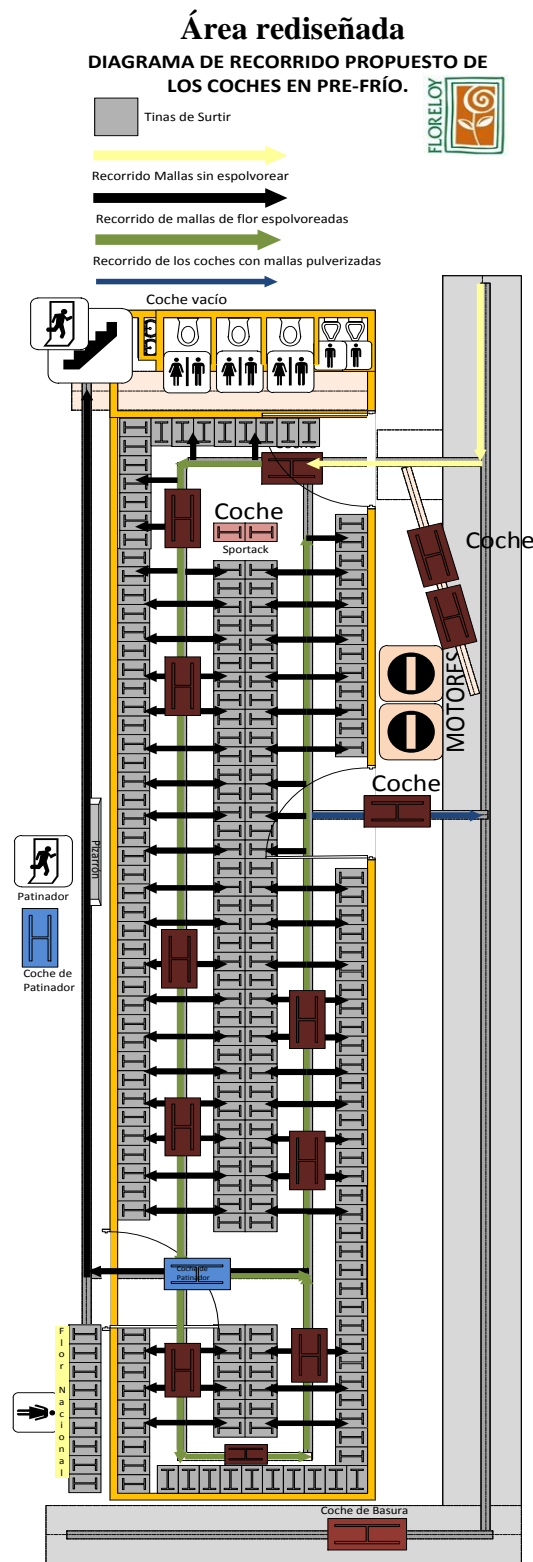 Área rediseñada
DIAGRAMA DE RECORRIDO PROPUESTO DE
LOS COCHES EN PRE-FRÍO.
FLORELOY
Tinas de Surtir
Recorrido Mallas sin espolvorear
Recorrido de mallas de flor espolvoreadas
Recorrido de los coches con mallas pulverizadas
Coche vacío
Coche
Sportack
Coche
MOTORES
Coche
Pizarrón
Patinador
Coche de
Patinador
Coche de
Patinador
Flor Nacional
Coche de Basura